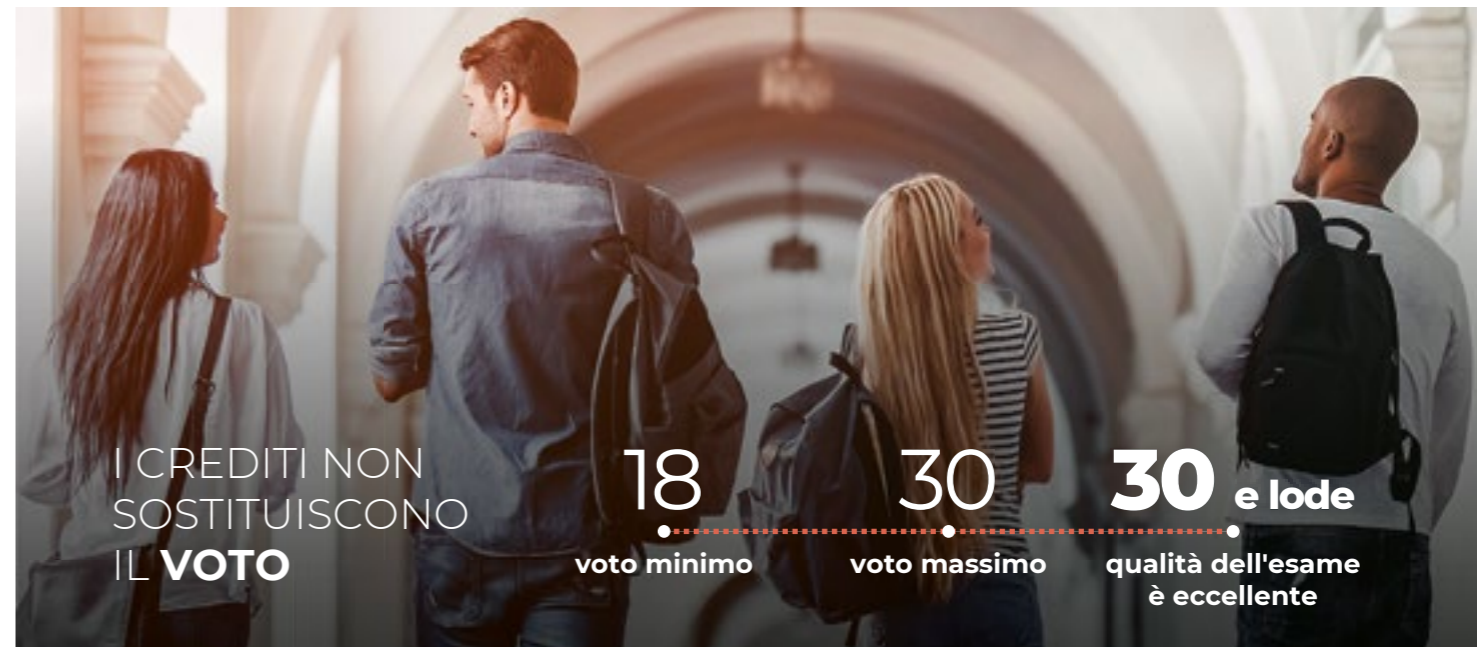 I CREDITI NON
SOSTITUISCONO
IL VOTO
18
voto minimo
30
voto massimo
30 e lode
qualità dell'esame
è eccellente